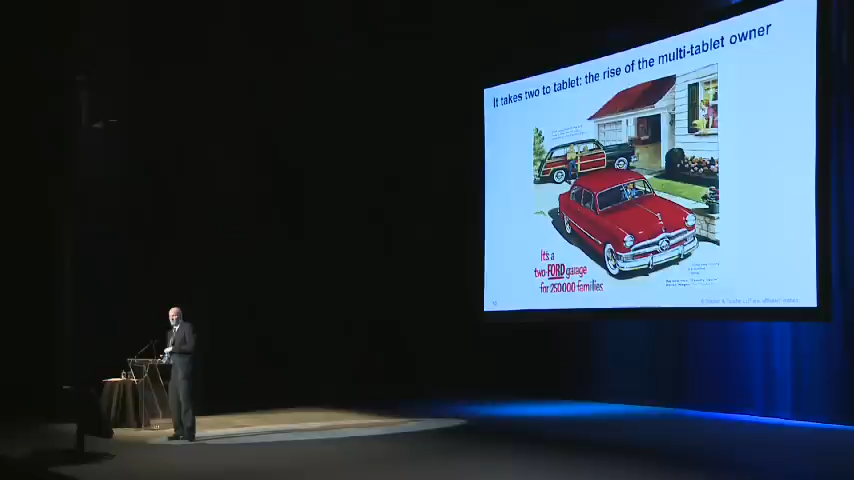 It takes two to tablet: the rise of the multi-tablet owner
It's a
two-FORD garage
for 250000 families